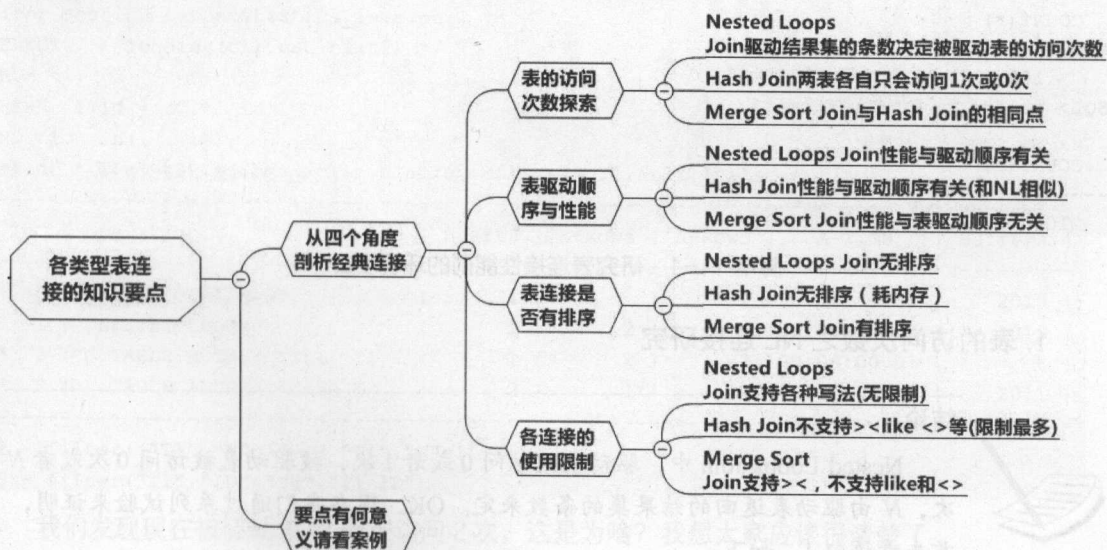 各类型表连
接的知识要点
从四个角度
剖析经典连接
表的访问
次数探索
Nested Loops
Join驱动结果集的条数决定被驱动表的访问次数
Hash Join两表各自只会访问1次或0次
Merge Sort Join与Hash Join的相同点
表驱动顺
序与性能
Nested Loops Join性能与驱动顺序有关
Hash Join性能与驱动顺序有关(和NL相似)
Merge Sort Join性能与表驱动顺序无关
表连接是
否有排序
Nested Loops Join无排序
Hash Join无排序（耗内存）
Merge Sort Join有排序
各连接的
使用限制
Nested Loops
Join支持各种写法(无限制)
Hash Join不支持><like <>等(限制最多)
Merge Sort
Join支持><，不支持like和<>
要点有何意
义请看案例